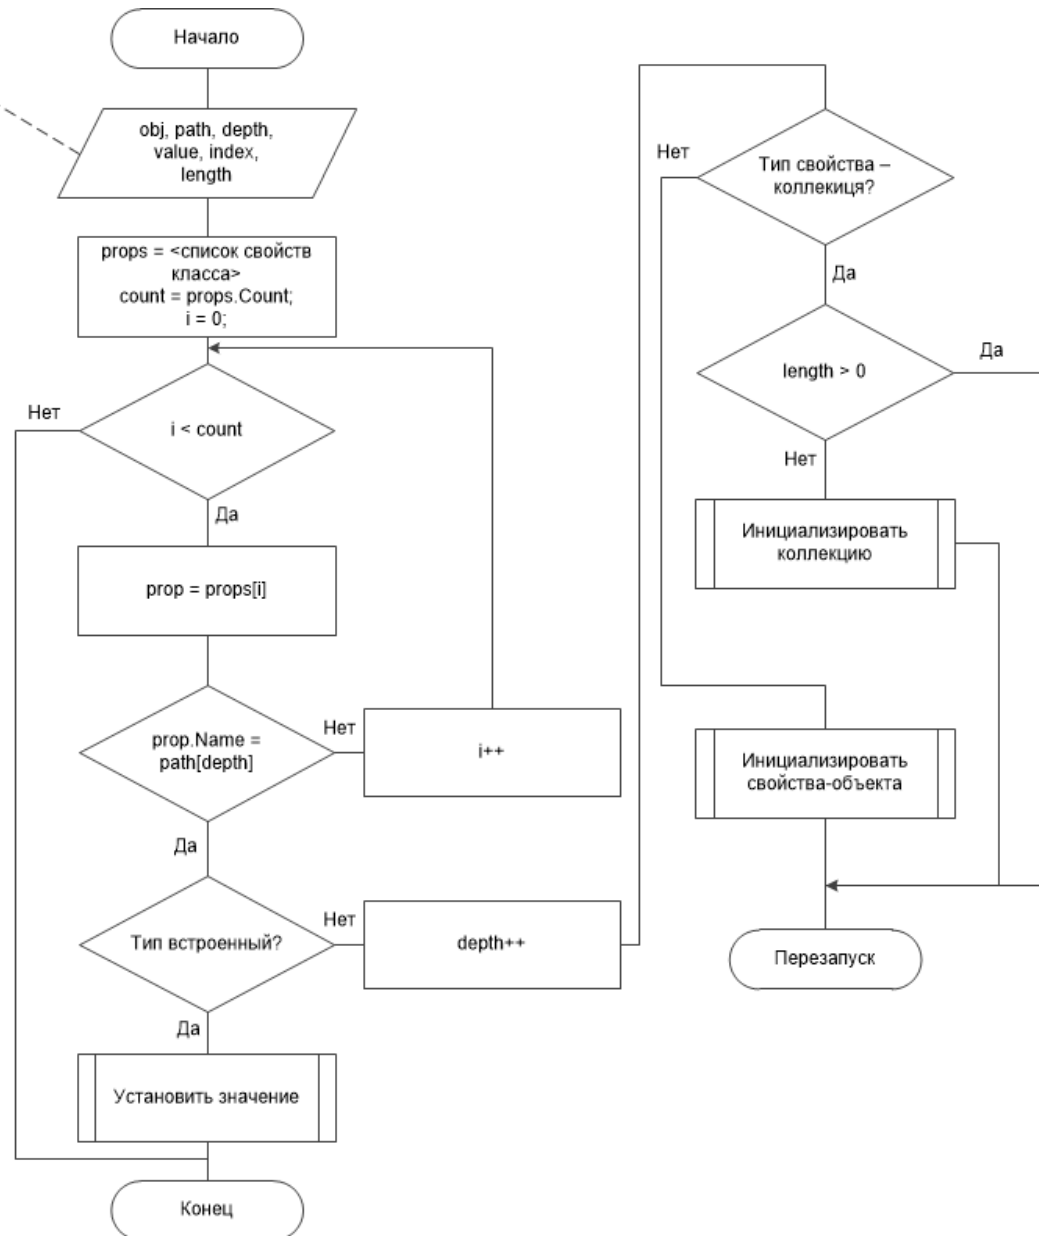 Начало
obj, path, depth,
value, index,
length
props = <список свойств
класса>
count = props.Count;
i = 0;
Нет
i < count
Да
prop = props[i]
prop.Name =
path[depth]
Нет
i++
Да
Тип встроенный?
Нет
depth++
Да
Установить значение
Конец
Нет
Тип свойства –
коллекиця?
Да
length > 0
Да
Нет
Инициализировать
коллекцию
Инициализировать
свойства-объекта
Перезапуск